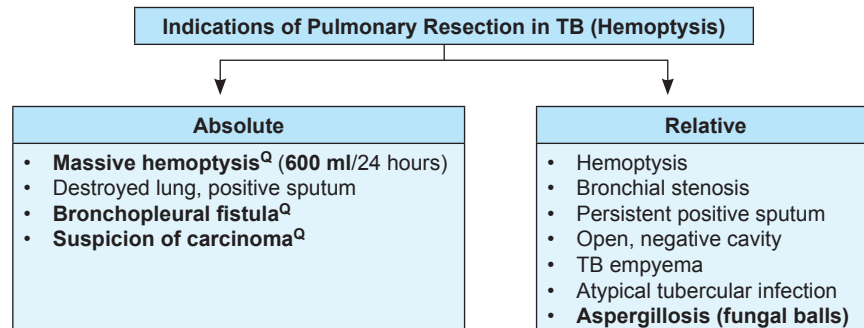 Indications of Pulmonary Resection in TB (Hemoptysis)
Absolute
• Massive hemoptysisQ (600 ml/24 hours)
• Destroyed lung, positive sputum
• Bronchopleural fistulaQ
• Suspicion of carcinomaQ
Relative
• Hemoptysis
• Bronchial stenosis
• Persistent positive sputum
• Open, negative cavity
• TB empyema
• Atypical tubercular infection
• Aspergillosis (fungal balls)